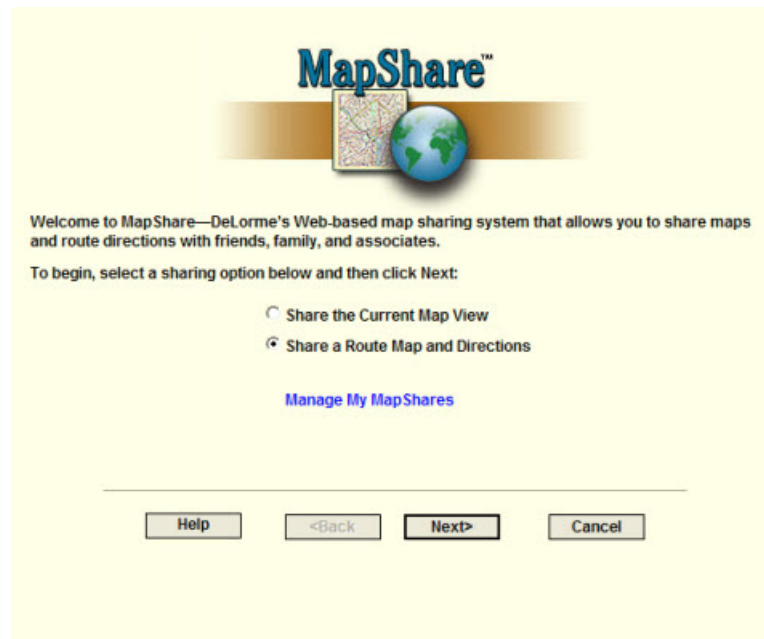 MapShare™
Welcome to MapShare—DeLorme's Web-based map sharing system that allows you to share maps
and route directions with friends, family, and associates.
To begin, select a sharing option below and then click Next:
Share the Current Map View
Share a Route Map and Directions
Manage My MapShares
Help <Back Next> Cancel